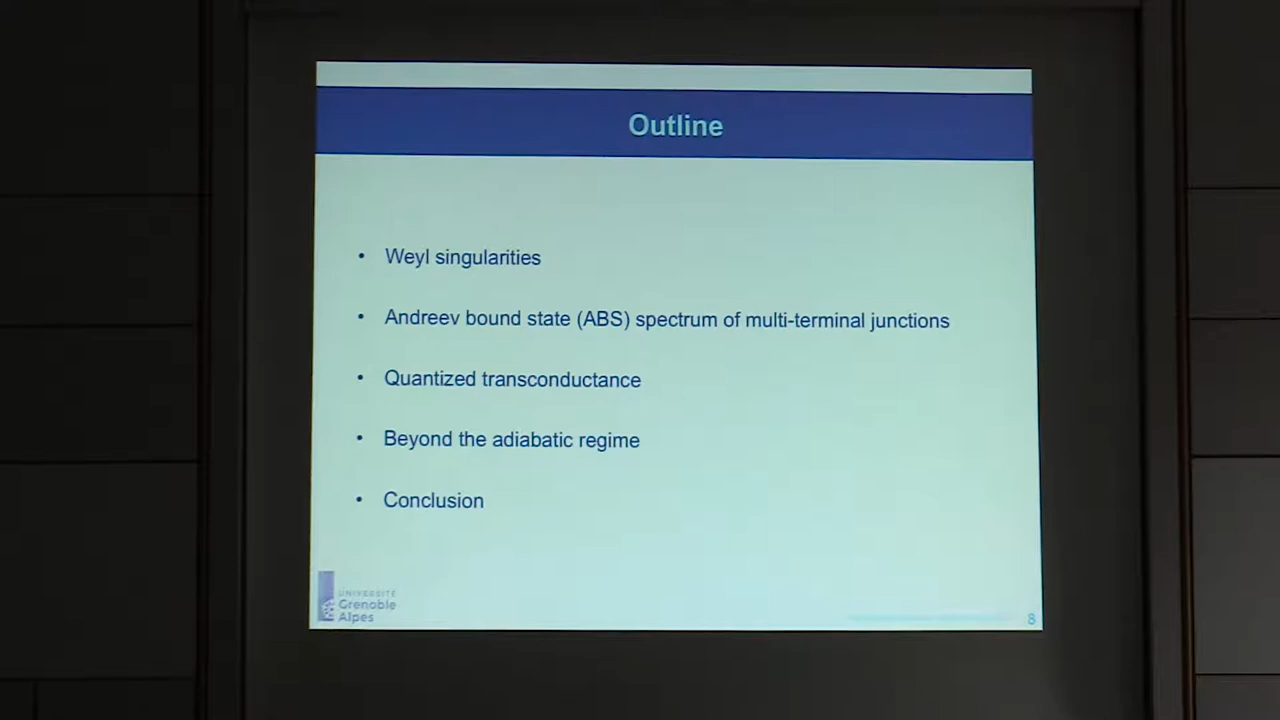 Outline
• Weyl singularities
• Andreev bound state (ABS) spectrum of multi-terminal junctions
• Quantized transconductance
• Beyond the adiabatic regime
• Conclusion
UNIVERSITÉ
Grenoble
Alpes
8